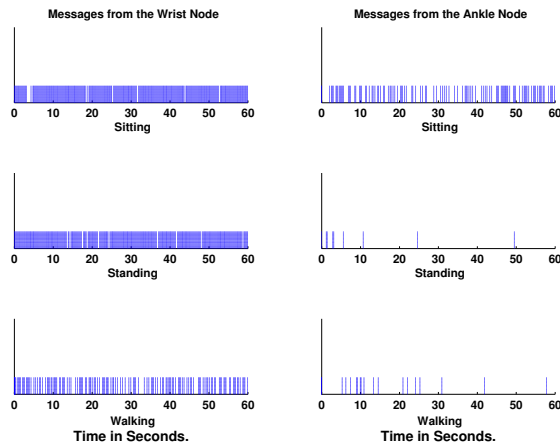 Messages from the Wrist Node
Messages from the Ankle Node
0 10 20 30 40 50 60
Sitting
0 10 20 30 40 50 60
Sitting
0 10 20 30 40 50 60
Standing
0 10 20 30 40 50 60
Standing
0 10 20 30 40 50 60
Walking
Time in Seconds.
0 10 20 30 40 50 60
Walking
Time in Seconds.